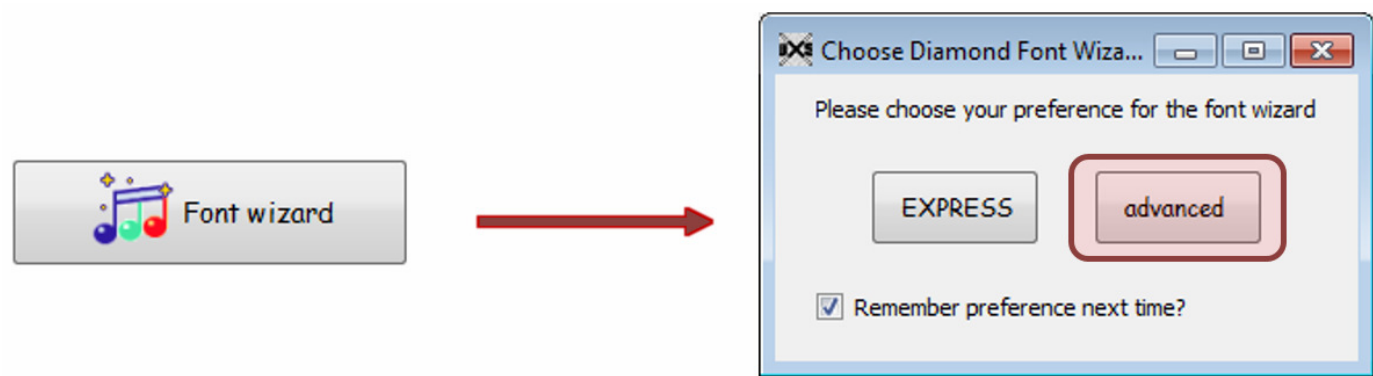 Font wizard
Choose Diamond Font Wiza...
Please choose your preference for the font wizard
EXPRESS
advanced
Remember preference next time?